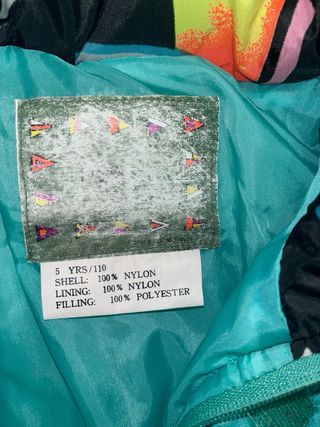 5 YRS/110
SHELL: 100% NYLON
LINING: 100% NYLON
FILLING: 100% POLYESTER